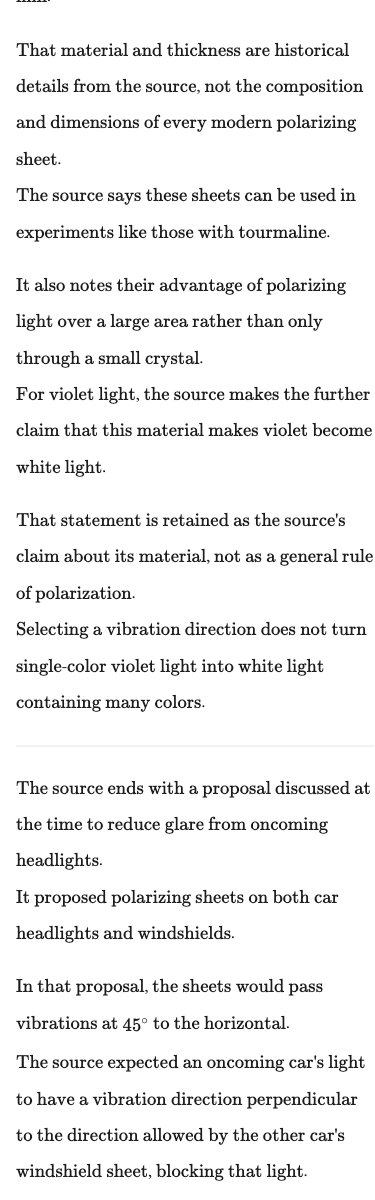 That material and thickness are historical
details from the source, not the composition
and dimensions of every modern polarizing
sheet.
The source says these sheets can be used in
experiments like those with tourmaline.
It also notes their advantage of polarizing
light over a large area rather than only
through a small crystal.
For violet light, the source makes the further
claim that this material makes violet become
white light.
That statement is retained as the source's
claim about its material, not as a general rule
of polarization.
Selecting a vibration direction does not turn
single-color violet light into white light
containing many colors.
The source ends with a proposal discussed at
the time to reduce glare from oncoming
headlights.
It proposed polarizing sheets on both car
headlights and windshields.
In that proposal, the sheets would pass
vibrations at 45° to the horizontal.
The source expected an oncoming car's light
to have a vibration direction perpendicular
to the direction allowed by the other car's
windshield sheet, blocking that light.